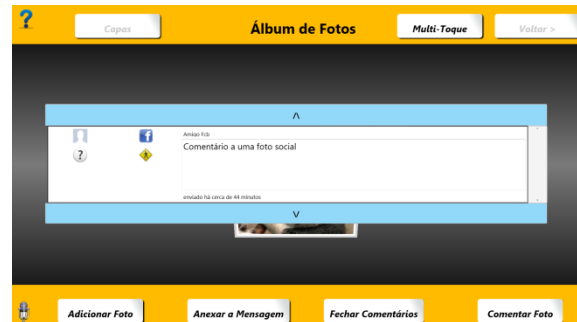 Capas
Álbum de Fotos
Multi-Toque
Voltar >
^
Amisio Fcb
Comentário a uma foto social
enviado há cerca de 44 minutos
v
Adicionar Foto
Anexar a Mensagem
Fechar Comentários
Comentar Foto